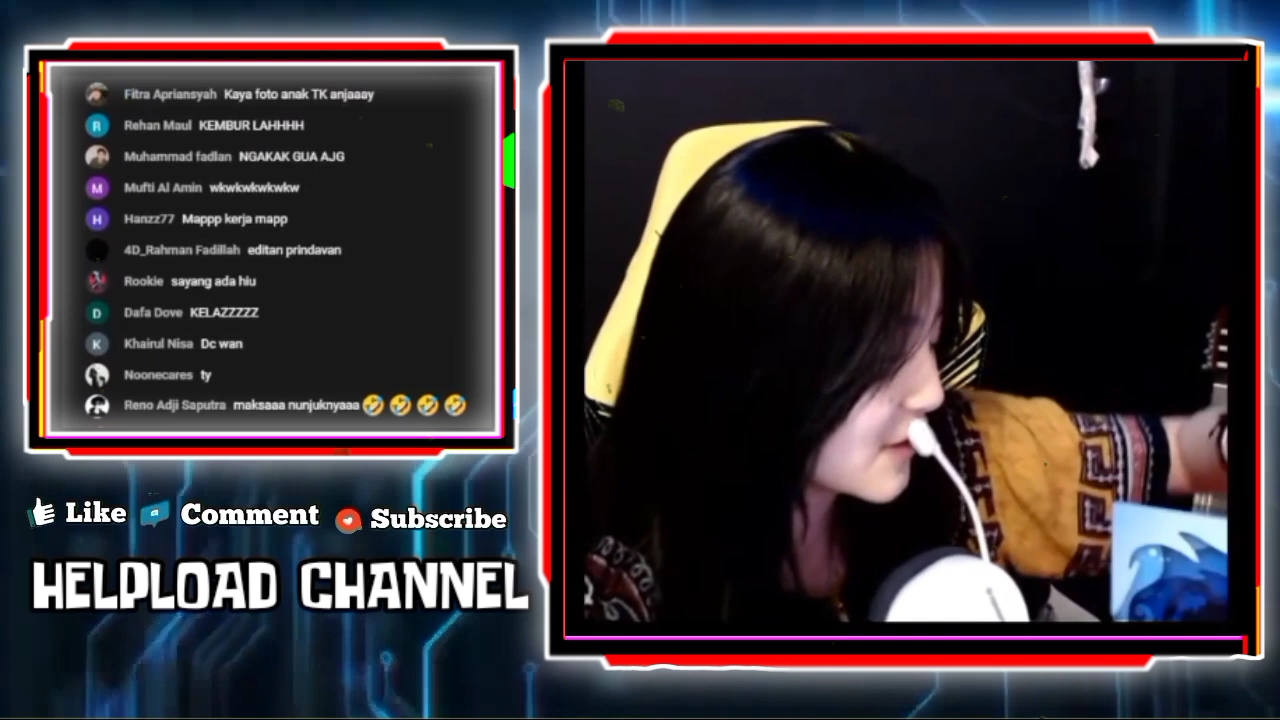 Fitra Apriansyah Kaya foto anak TK anjaaay
R Rehan Maul KEMBUR LAHHHH
Muhammad fadlan NGAKAK GUA AJG
M Mufti Al Amin wkwkwkwkwkw
H Hanzz77 Mappp kerja mapp
4D_Rahman Fadillah editan prindavan
Rookie sayang ada hiu
D Dafa Dove KELAZZZZZ
K Khairul Nisa Dc wan
Noonecares ty
Reno Adji Saputra maksaaa nunjuknyaaa 🤣 🤣 🤣 🤣
Like Comment Subscribe
HELPLOAD CHANNEL